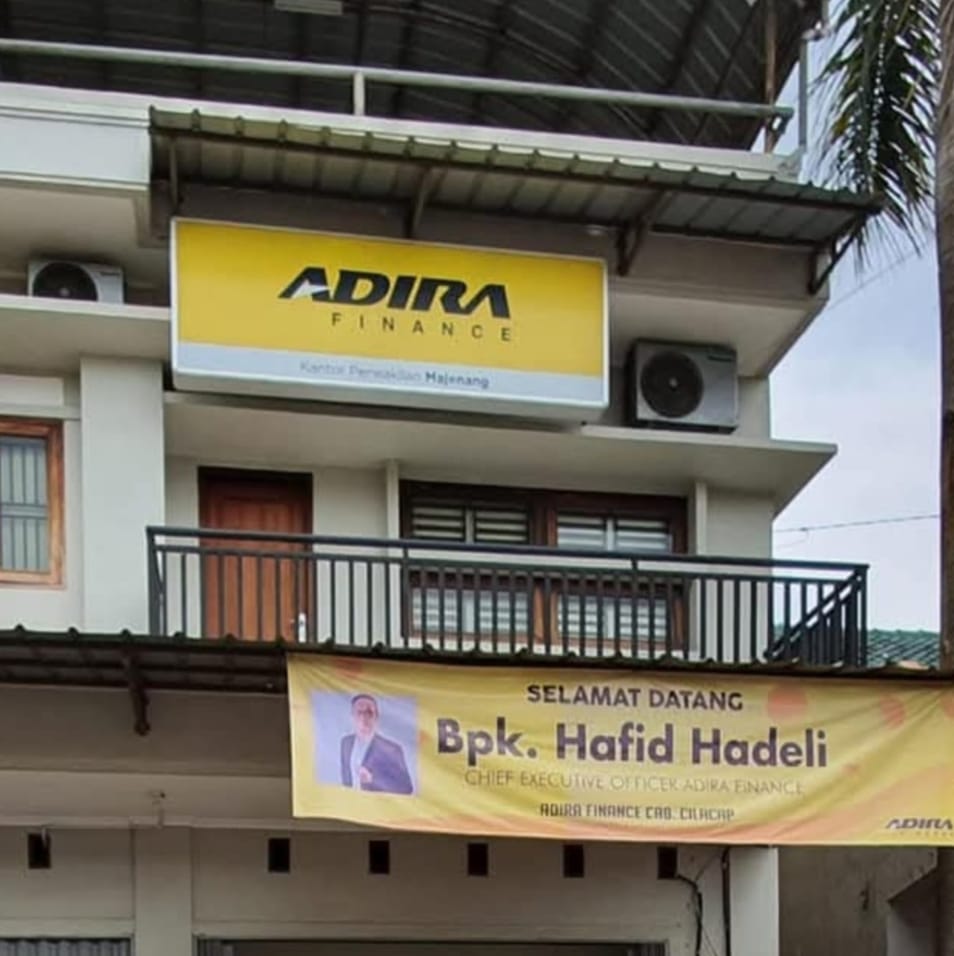 ADIRA
FINANCE
Kantor Perwakilan Majenang
SELAMAT DATANG
Bpk. Hafid Hadeli
CHIEF EXECUTIVE OFFICER ADIRA FINANCE
ADIRA FINANCE CAB. CILACAP
ADIRA